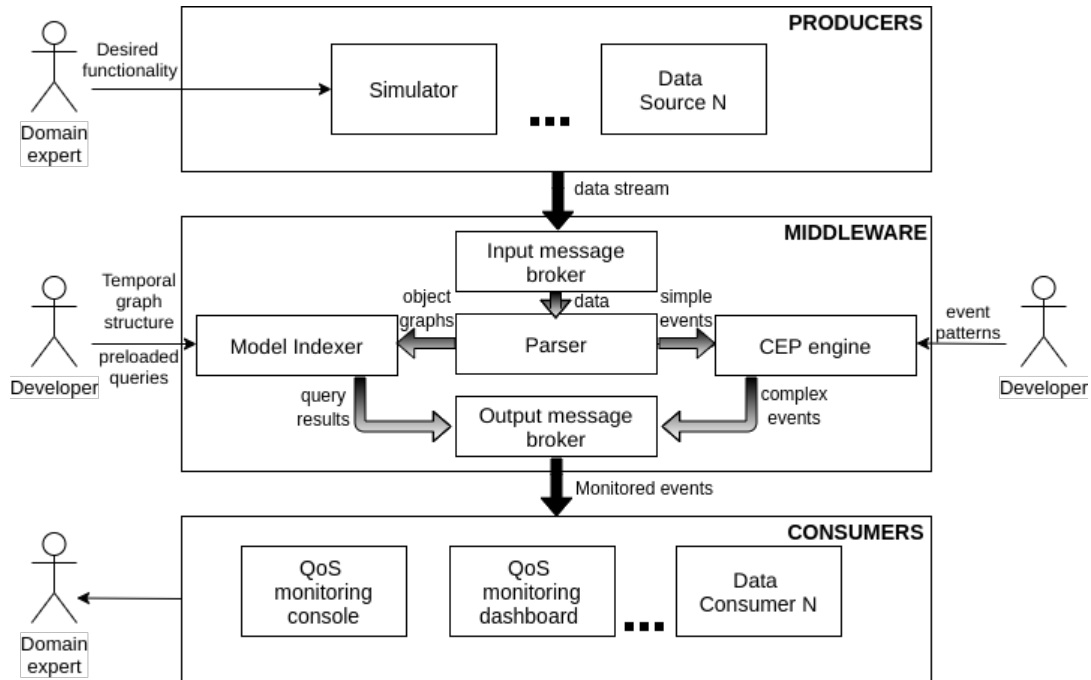 PRODUCERS
Desired
functionality
Simulator
Data
Source N
Domain
expert
data stream
MIDDLEWARE
Input message
broker
Temporal
graph
structure
preloaded
queries
Developer
object
graphs
data
simple
events
Model Indexer
Parser
CEP engine
event
patterns
Developer
query
results
Output message
broker
complex
events
Monitored events
CONSUMERS
QoS
monitoring
console
QoS
monitoring
dashboard
Data
Consumer N
Domain
expert